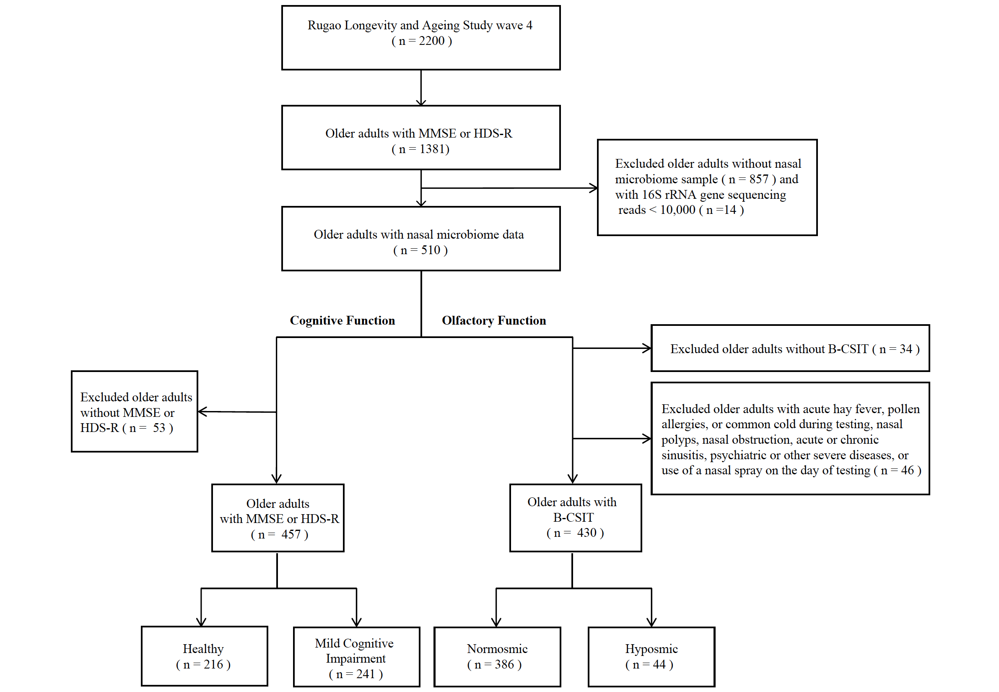 Rugao Longevity and Ageing Study wave 4
( n = 2200 )
Older adults with MMSE or HDS-R
( n = 1381)
Excluded older adults without nasal
microbiome sample ( n = 857 ) and
with 16S rRNA gene sequencing
reads < 10,000 ( n =14 )
Older adults with nasal microbiome data
( n = 510 )
Cognitive Function
Olfactory Function
Excluded older adults without B-CSIT ( n = 34 )
Excluded older adults
without MMSE or
HDS-R ( n =  53 )
Excluded older adults with acute hay fever, pollen
allergies, or common cold during testing, nasal
polyps, nasal obstruction, acute or chronic
sinusitis, psychiatric or other severe diseases, or
use of a nasal spray on the day of testing ( n = 46 )
Older adults
with MMSE or HDS-R
( n =  457 )
Older adults with
B-CSIT
( n =  430 )
Healthy
( n = 216 )
Mild Cognitive
Impairment
( n = 241 )
Normosmic
( n = 386 )
Hyposmic
( n = 44 )